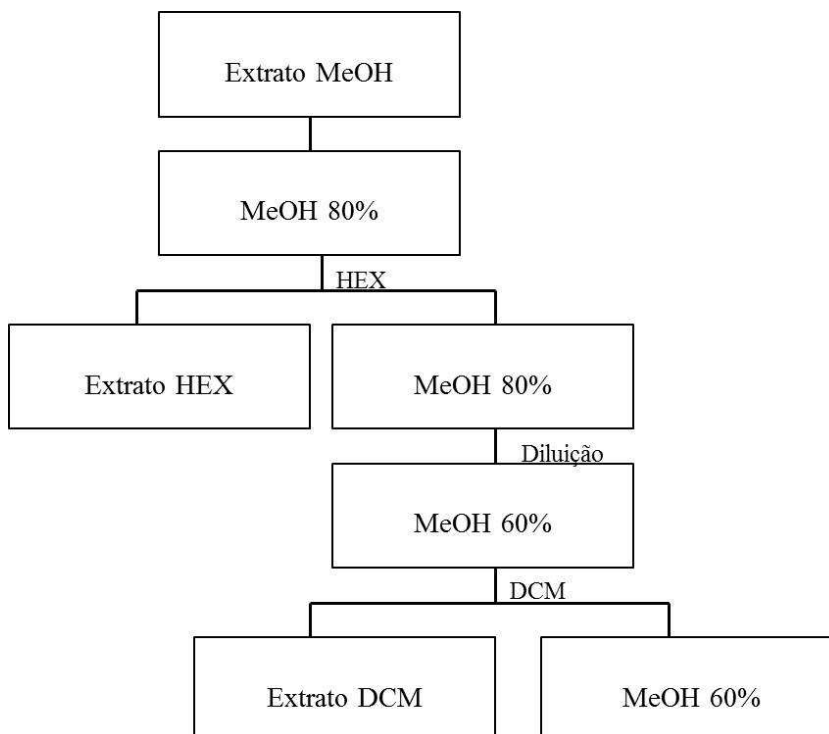 Extrato MeOH
MeOH 80%
HEX
Extrato HEX
MeOH 80%
Diluição
MeOH 60%
DCM
Extrato DCM
MeOH 60%